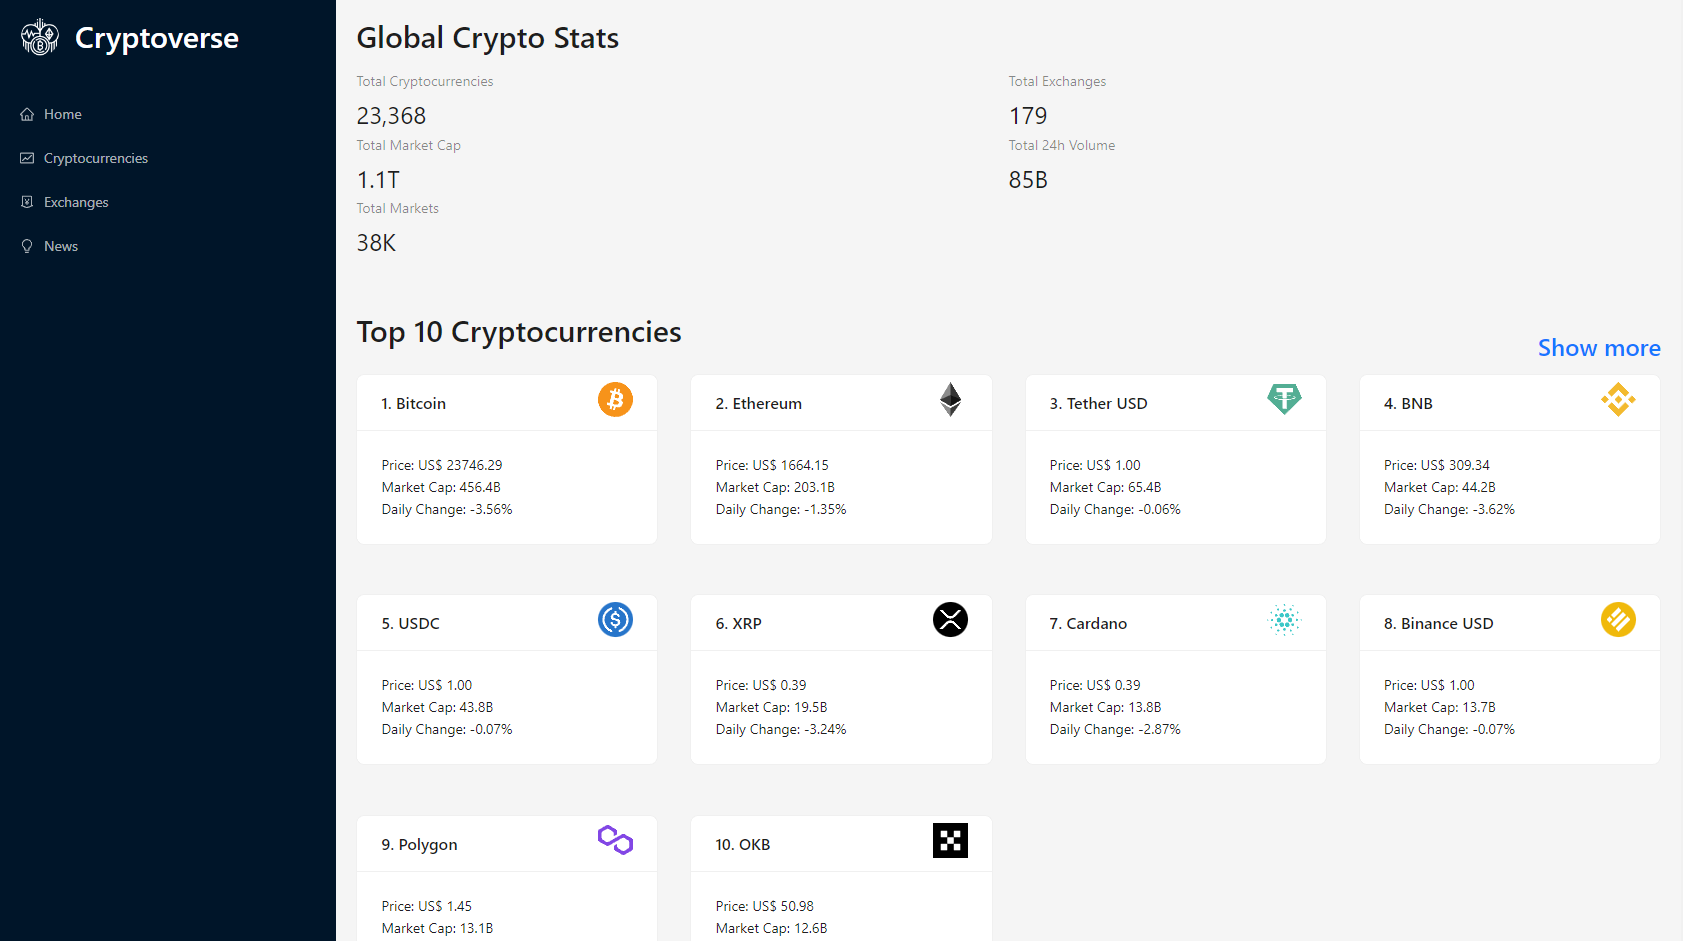 Cryptoverse
Home
Cryptocurrencies
Exchanges
News
Global Crypto Stats
Total Cryptocurrencies
23,368
Total Exchanges
179
Total Market Cap
1.1T
Total 24h Volume
85B
Total Markets
38K
Top 10 Cryptocurrencies
Show more
1. Bitcoin
Price: US$ 23746.29
Market Cap: 456.4B
Daily Change: -3.56%
2. Ethereum
Price: US$ 1664.15
Market Cap: 203.1B
Daily Change: -1.35%
3. Tether USD
Price: US$ 1.00
Market Cap: 65.4B
Daily Change: -0.06%
4. BNB
Price: US$ 309.34
Market Cap: 44.2B
Daily Change: -3.62%
5. USDC
Price: US$ 1.00
Market Cap: 43.8B
Daily Change: -0.07%
6. XRP
Price: US$ 0.39
Market Cap: 19.5B
Daily Change: -3.24%
7. Cardano
Price: US$ 0.39
Market Cap: 13.8B
Daily Change: -2.87%
8. Binance USD
Price: US$ 1.00
Market Cap: 13.7B
Daily Change: -0.07%
9. Polygon
Price: US$ 1.45
Market Cap: 13.1B
10. OKB
Price: US$ 50.98
Market Cap: 12.6B